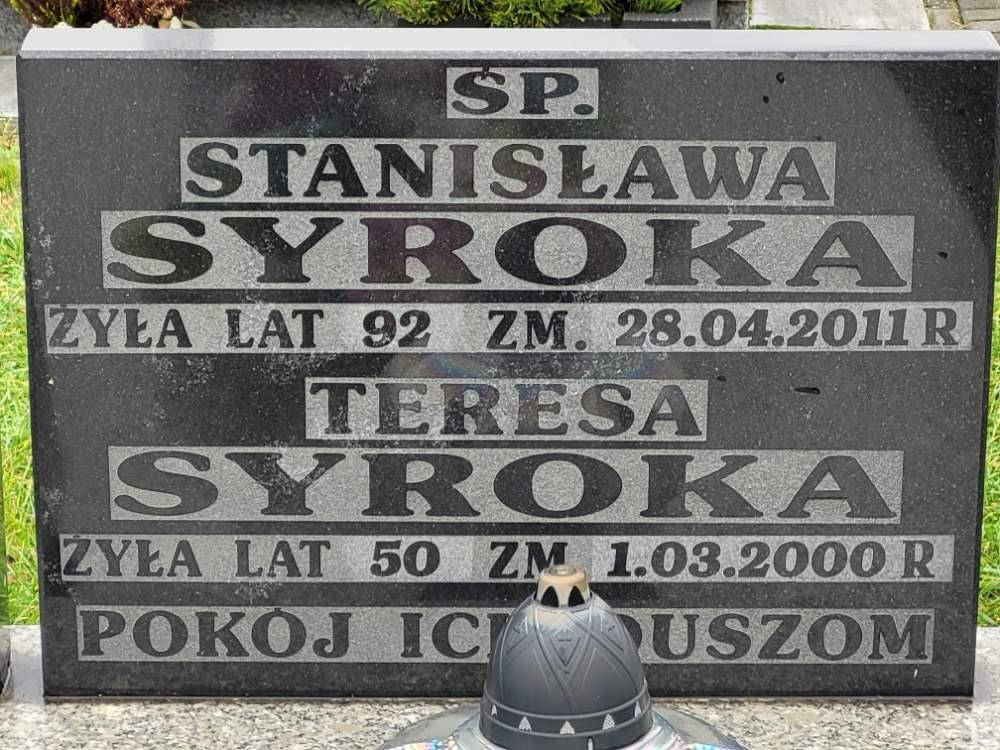 ŚP.
STANISŁAWA
SYROKA
ŻYŁA LAT 92 ZM. 28.04.2011 R
TERESA
SYROKA
ŻYŁA LAT 50 ZM 1.03.2000 R
POKÓJ ICH DUSZOM